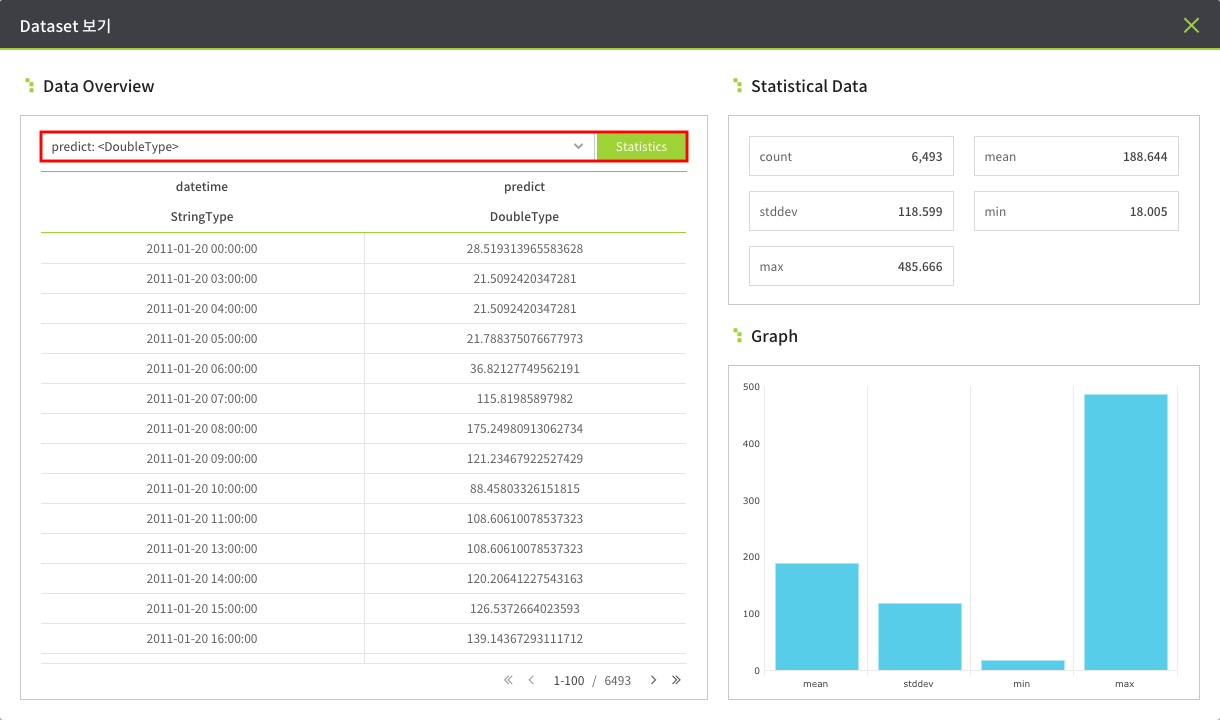 Dataset 보기
Data Overview
predict: <DoubleType>
Statistics
datetime predict
StringType DoubleType
2011-01-20 00:00:00 28.519313965583628
2011-01-20 03:00:00 21.5092420347281
2011-01-20 04:00:00 21.5092420347281
2011-01-20 05:00:00 21.788375076677973
2011-01-20 06:00:00 36.82127749562191
2011-01-20 07:00:00 115.81985897982
2011-01-20 08:00:00 175.24980913062734
2011-01-20 09:00:00 121.23467922527429
2011-01-20 10:00:00 88.45803326151815
2011-01-20 11:00:00 108.60610078537323
2011-01-20 13:00:00 108.60610078537323
2011-01-20 14:00:00 120.20641227543163
2011-01-20 15:00:00 126.5372664023593
2011-01-20 16:00:00 139.14367293111712
1-100 / 6493
Statistical Data
count 6,493
mean 188.644
stddev 118.599
min 18.005
max 485.666
Graph
500
400
300
200
100
0
mean stddev min max